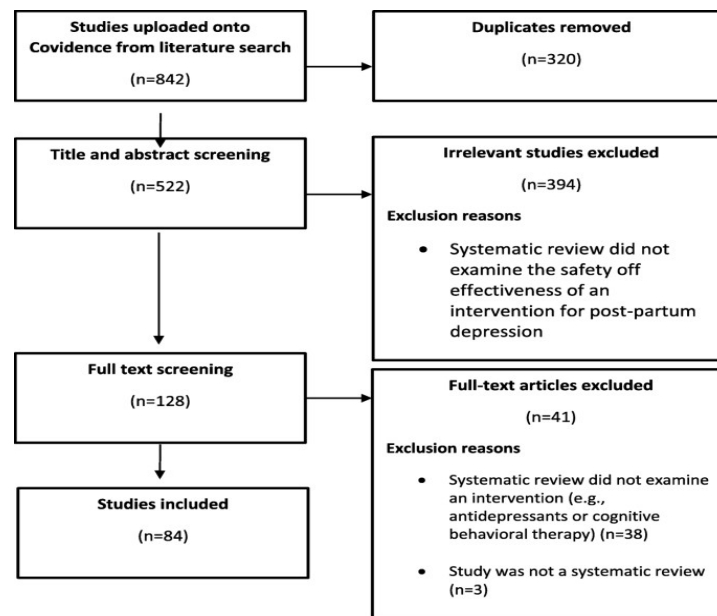 Studies uploaded onto
Covidence from literature search
(n=842)
Duplicates removed
(n=320)
Title and abstract screening
(n=522)
Irrelevant studies excluded
(n=394)
Exclusion reasons
• Systematic review did not
examine the safety off
effectiveness of an
intervention for post-partum
depression
Full text screening
(n=128)
Full-text articles excluded
(n=41)
Exclusion reasons
• Systematic review did not examine
an intervention (e.g.,
antidepressants or cognitive
behavioral therapy) (n=38)
• Study was not a systematic review
(n=3)
Studies included
(n=84)